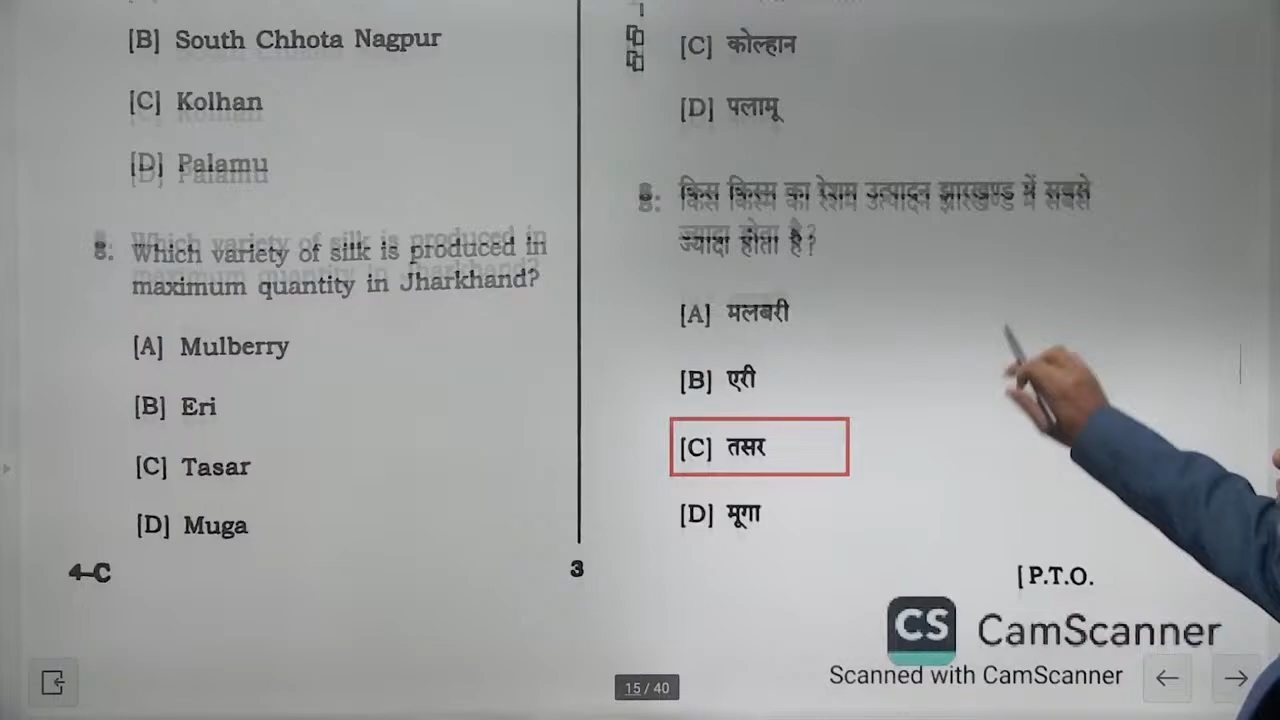 [B] South Chhota Nagpur
[C] Kolhan
[D] Palamu
8. Which variety of silk is produced in
maximum quantity in Jharkhand?
[A] Mulberry
[B] Eri
[C] Tasar
[D] Muga
4-C
3
[C] कोल्हान
[D] पलामू
8. किस किस्म का रेशम उत्पादन झारखण्ड में सबसे
ज्यादा होता है?
[A] मलबरी
[B] एरी
[C] तसर
[D] मूगा
[P.T.O.
CS CamScanner
Scanned with CamScanner
15 / 40